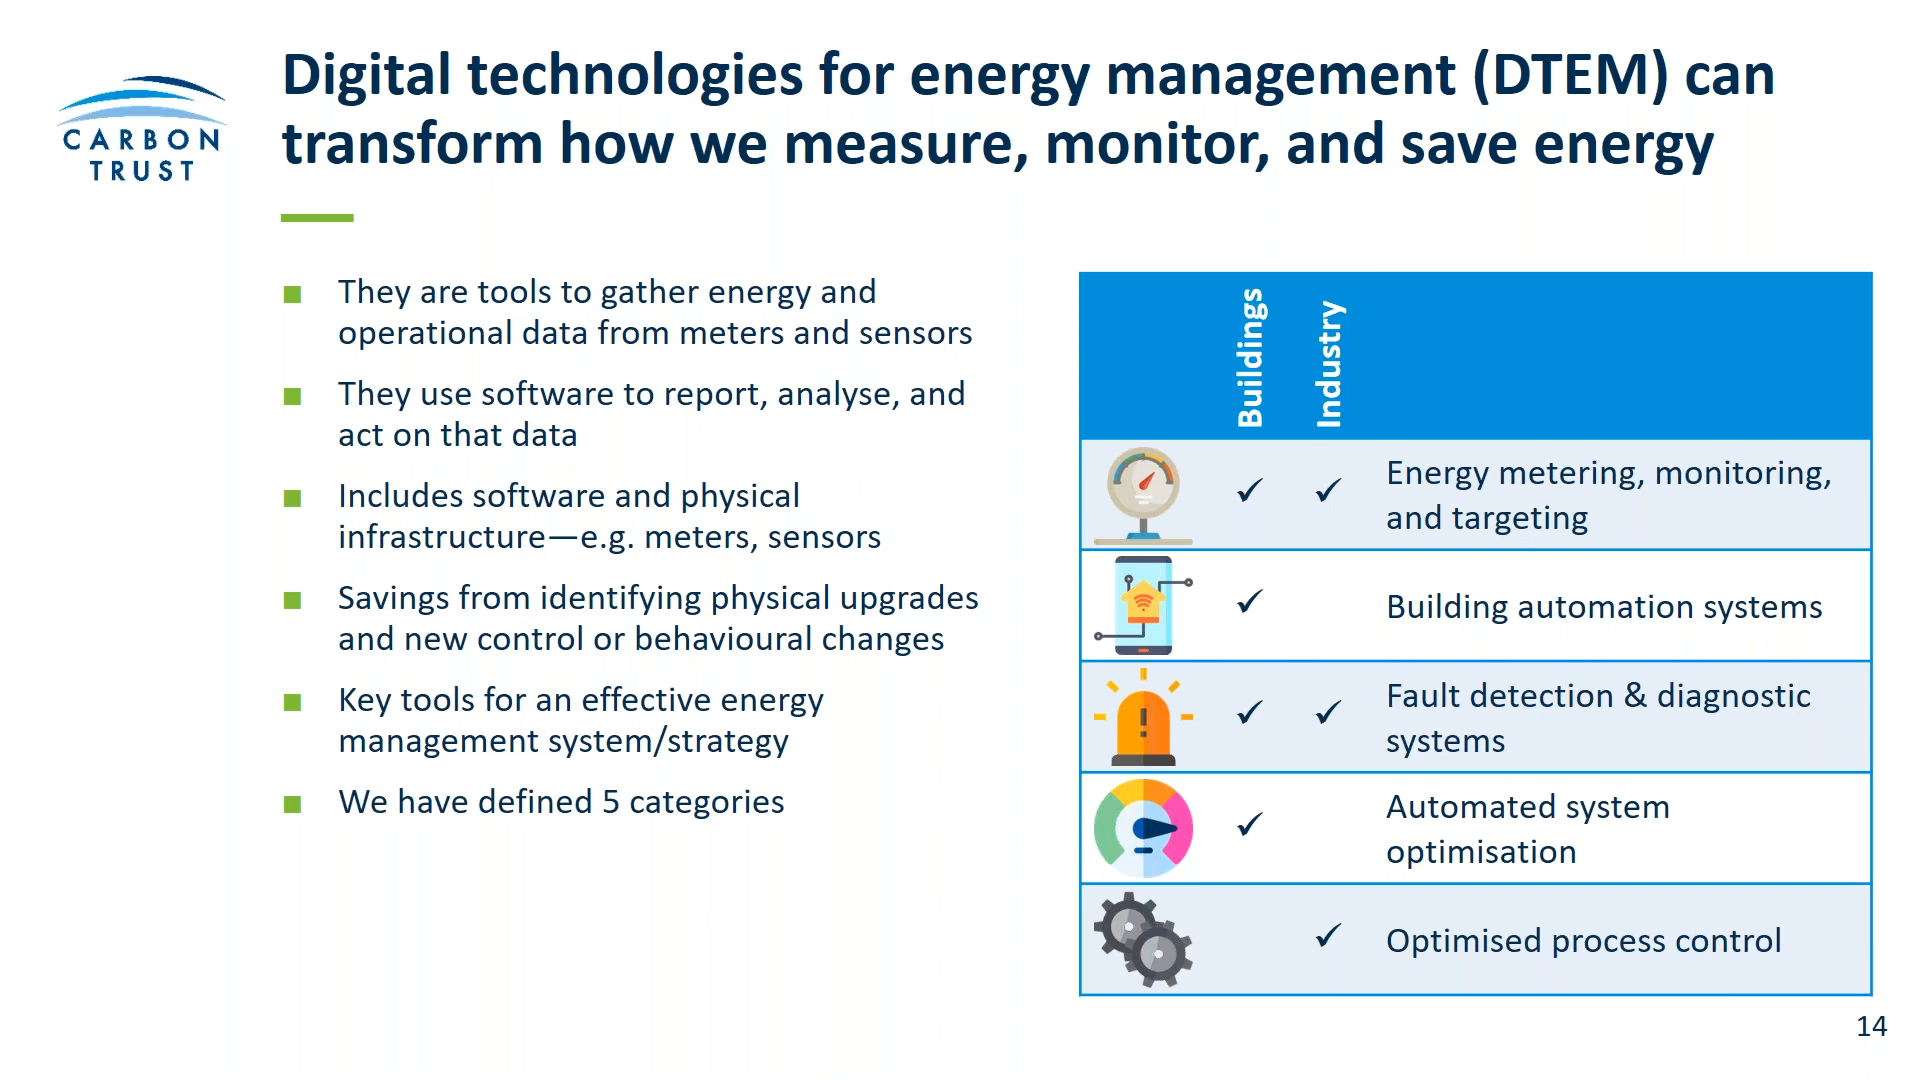 CARBON
TRUST
Digital technologies for energy management (DTEM) can
transform how we measure, monitor, and save energy
They are tools to gather energy and
operational data from meters and sensors
They use software to report, analyse, and
act on that data
Includes software and physical
infrastructure—e.g. meters, sensors
Savings from identifying physical upgrades
and new control or behavioural changes
Key tools for an effective energy
management system/strategy
We have defined 5 categories
Buildings
Industry
Energy metering, monitoring,
and targeting
Building automation systems
Fault detection & diagnostic
systems
Automated system
optimisation
Optimised process control
14